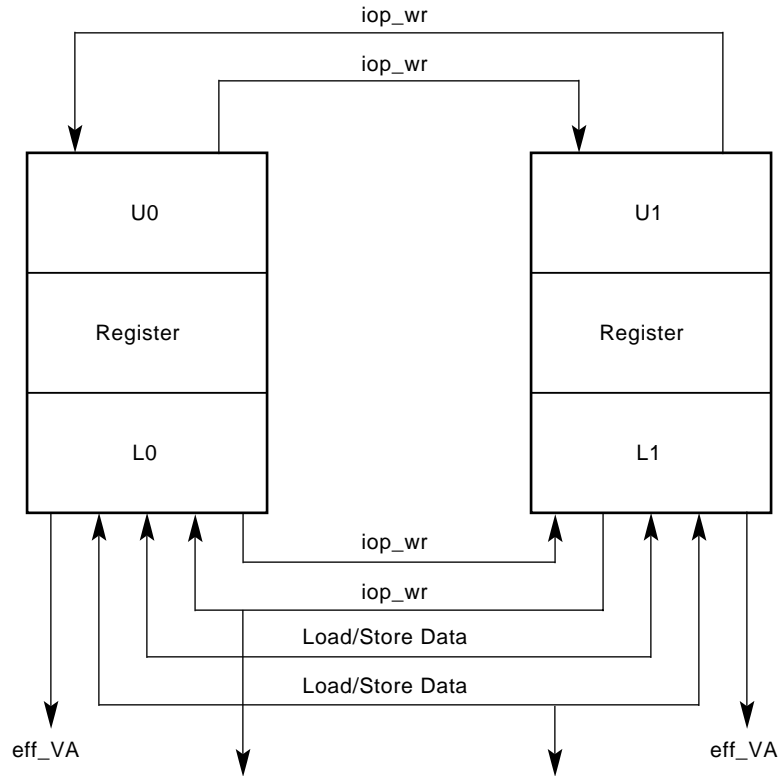 iop_wr
iop_wr
U0
U1
Register
Register
L0
L1
iop_wr
iop_wr
Load/Store Data
Load/Store Data
eff_VA
eff_VA